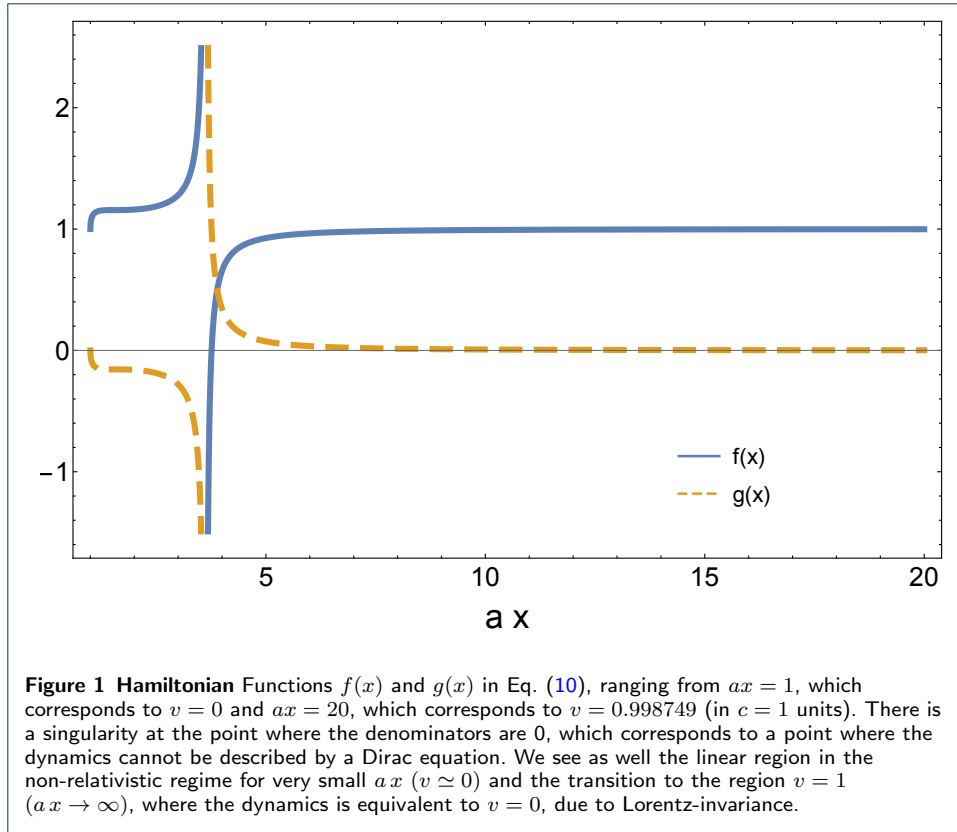 2
1
0
−1
5
10
15
20
a x
f(x)
g(x)
Figure 1 Hamiltonian Functions f(x) and g(x) in Eq. (10), ranging from ax = 1, which
corresponds to v = 0 and ax = 20, which corresponds to v = 0.998749 (in c = 1 units). There is
a singularity at the point where the denominators are 0, which corresponds to a point where the
dynamics cannot be described by a Dirac equation. We see as well the linear region in the
non-relativistic regime for very small a x (v ≃ 0) and the transition to the region v = 1
(a x → ∞), where the dynamics is equivalent to v = 0, due to Lorentz-invariance.